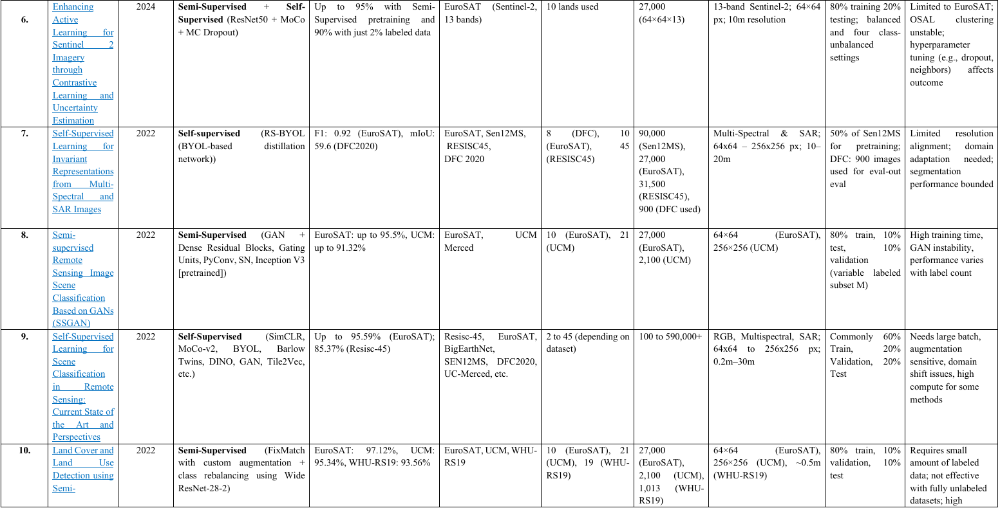 6.
Enhancing
Active
Learning for
Sentinel 2
Imagery
through
Contrastive
Learning and
Uncertainty
Estimation
2024
Semi-Supervised + Self-
Supervised (ResNet50 + MoCo
+ MC Dropout)
Up to 95% with Semi-
Supervised pretraining and
90% with just 2% labeled data
EuroSAT (Sentinel-2,
13 bands)
10 lands used
27,000
(64×64×13)
13-band Sentinel-2; 64×64
px; 10m resolution
80% training 20%
testing; balanced
and four class-
unbalanced
settings
Limited to EuroSAT;
OSAL clustering
unstable;
hyperparameter
tuning (e.g., dropout,
neighbors) affects
outcome
7.
Self-Supervised
Learning for
Invariant
Representations
from Multi-
Spectral and
SAR Images
2022
Self-supervised (RS-BYOL
(BYOL-based distillation
network))
F1: 0.92 (EuroSAT), mIoU:
59.6 (DFC2020)
EuroSAT, Sen12MS,
RESISC45,
DFC 2020
8 (DFC), 10
(EuroSAT), 45
(RESISC45)
90,000
(Sen12MS),
27,000
(EuroSAT),
31,500
(RESISC45),
900 (DFC used)
Multi-Spectral & SAR;
64x64 – 256x256 px; 10–
20m
50% of Sen12MS
for pretraining;
DFC: 900 images
used for eval-out
eval
Limited resolution
alignment; domain
adaptation needed;
segmentation
performance bounded
8.
Semi-
supervised
Remote
Sensing Image
Scene
Classification
Based on GANs
(SSGAN)
2022
Semi-Supervised (GAN +
Dense Residual Blocks, Gating
Units, PyConv, SN, Inception V3
[pretrained])
EuroSAT: up to 95.5%, UCM:
up to 91.32%
EuroSAT, UCM
Merced
10 (EuroSAT), 21
(UCM)
27,000
(EuroSAT),
2,100 (UCM)
64×64 (EuroSAT),
256×256 (UCM)
80% train, 10%
test, 10%
validation
(variable labeled
subset M)
High training time,
GAN instability,
performance varies
with label count
9.
Self-Supervised
Learning for
Scene
Classification
in Remote
Sensing:
Current State of
the Art and
Perspectives
2022
Self-Supervised (SimCLR,
MoCo-v2, BYOL, Barlow
Twins, DINO, GAN, Tile2Vec,
etc.)
Up to 95.59% (EuroSAT);
85.37% (Resisc-45)
Resisc-45, EuroSAT,
BigEarthNet,
SEN12MS, DFC2020,
UC-Merced, etc.
2 to 45 (depending on
dataset)
100 to 590,000+
RGB, Multispectral, SAR;
64x64 to 256x256 px;
0.2m–30m
Commonly 60%
Train, 20%
Validation, 20%
Test
Needs large batch,
augmentation
sensitive, domain
shift issues, high
compute for some
methods
10.
Land Cover and
Land Use
Detection using
Semi-
2022
Semi-Supervised (FixMatch
with custom augmentation +
class rebalancing using Wide
ResNet-28-2)
EuroSAT: 97.12%, UCM:
95.34%, WHU-RS19: 93.56%
EuroSAT, UCM, WHU-
RS19
10 (EuroSAT), 21
(UCM), 19 (WHU-
RS19)
27,000
(EuroSAT),
2,100 (UCM),
1,013 (WHU-
RS19)
64×64 (EuroSAT),
256×256 (UCM), ~0.5m
(WHU-RS19)
80% train, 10%
validation, 10%
test
Requires small
amount of labeled
data; not effective
with fully unlabeled
datasets; high